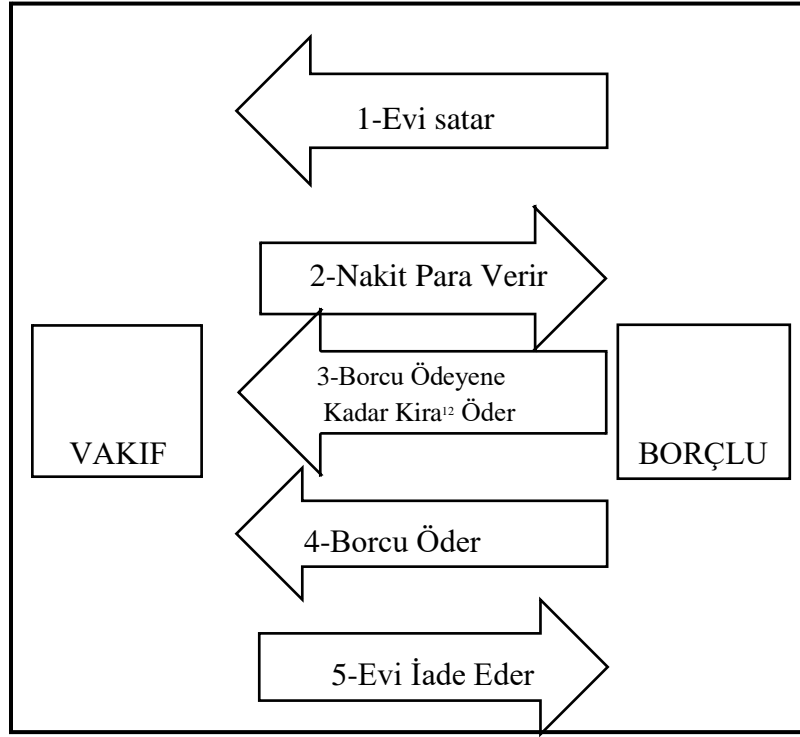 1-Evi satar
2-Nakit Para Verir
3-Borcu Ödeyene
Kadar Kira¹² Öder
VAKIF
BORÇLU
4-Borcu Öder
5-Evi İade Eder